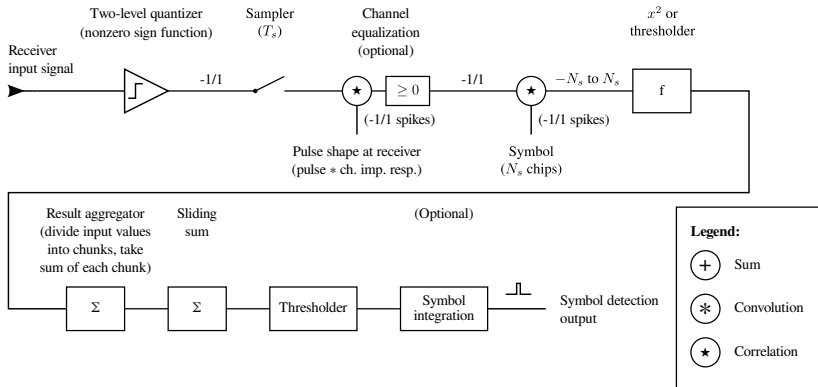 Two-level quantizer
(nonzero sign function)
Sampler
(T_s)
Channel
equalization
(optional)
x² or
thresholder
Receiver
input signal
-1/1
★
≥ 0
-1/1
★
−N_s to N_s
f
(-1/1 spikes)
(-1/1 spikes)
Pulse shape at receiver
(pulse ∗ ch. imp. resp.)
Symbol
(N_s chips)
Result aggregator
(divide input values
into chunks, take
sum of each chunk)
Sliding
sum
(Optional)
Σ
Σ
Thresholder
Symbol
integration
Symbol detection
output
Legend:
+ Sum
∗ Convolution
★ Correlation